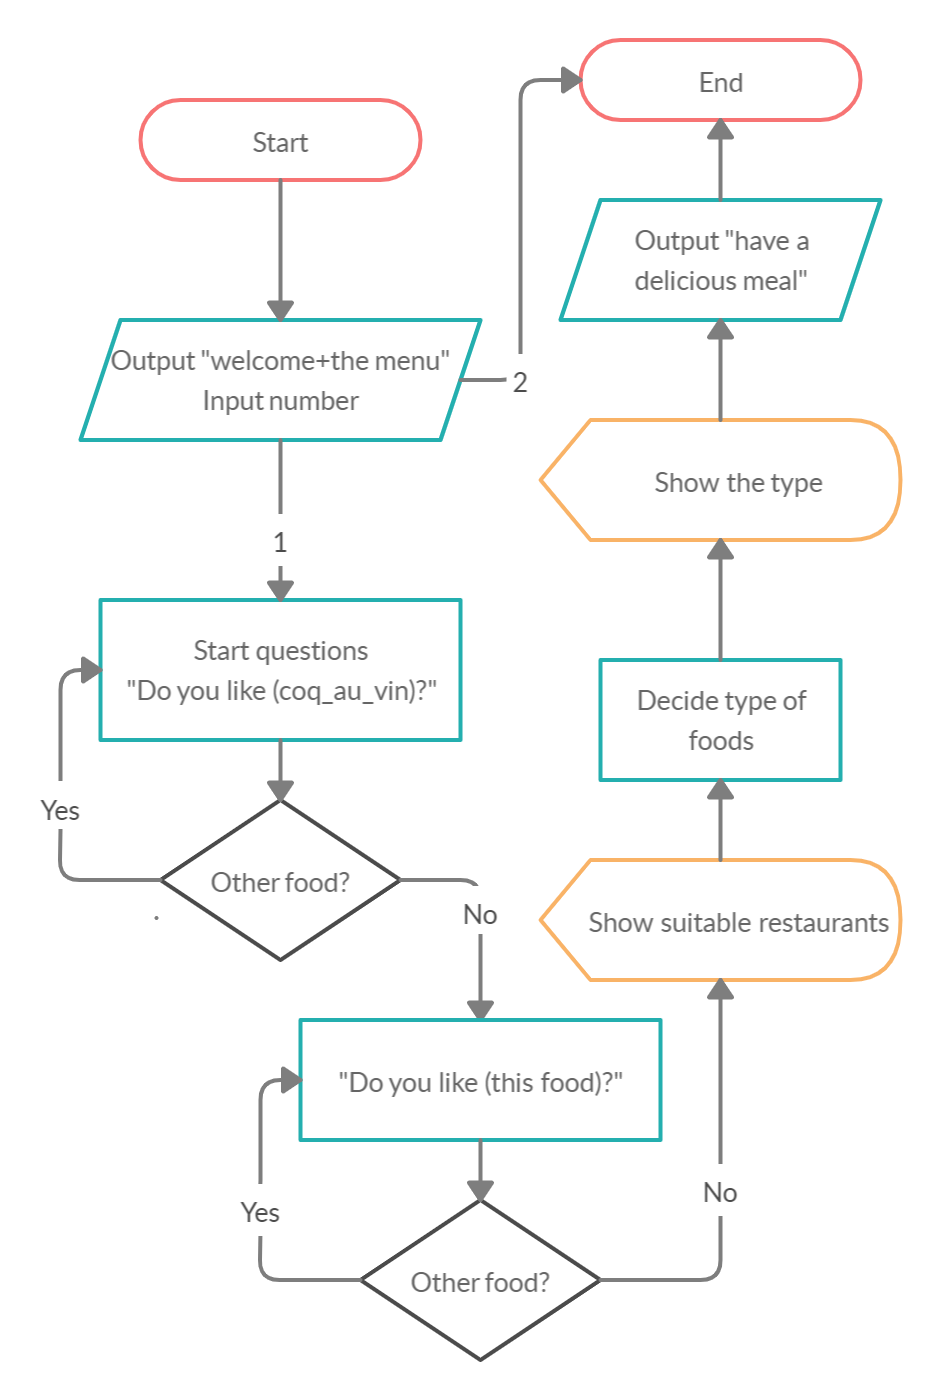 Start
Output "welcome+the menu"
Input number
2
1
Start questions
"Do you like (coq_au_vin)?"
Yes
Other food?
No
"Do you like (this food)?"
Yes
Other food?
No
Show suitable restaurants
Decide type of
foods
Show the type
Output "have a
delicious meal"
End